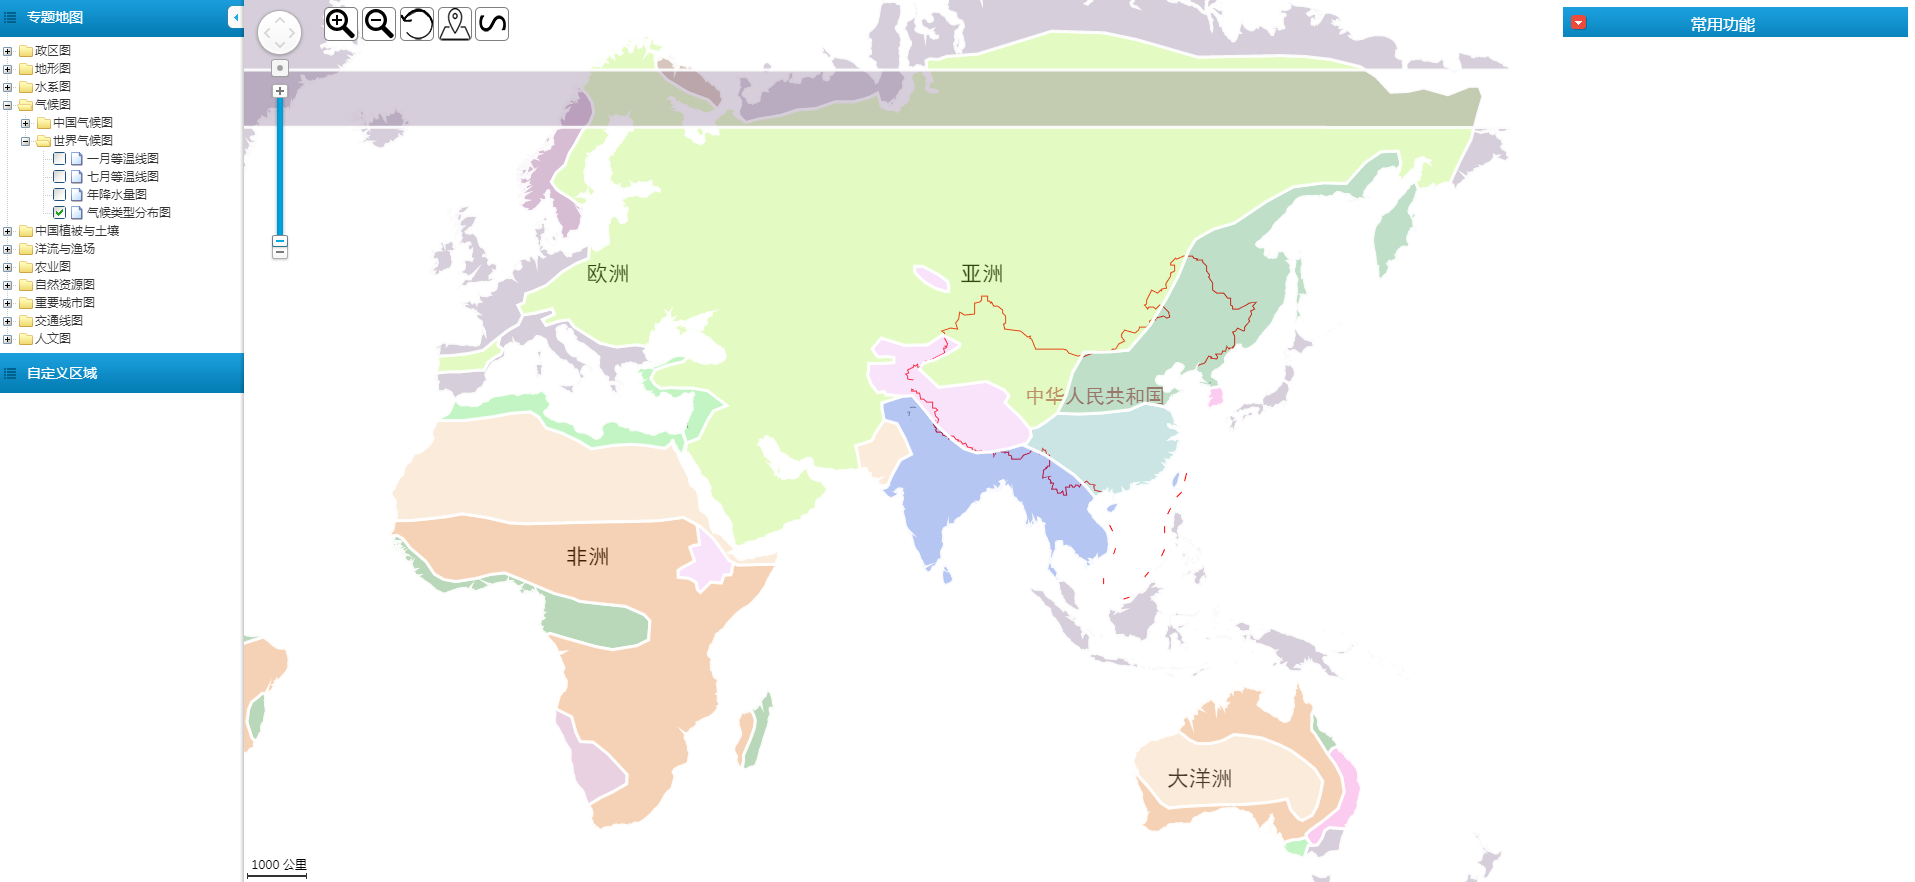 专题地图
政区图
地形图
水系图
气候图
中国气候图
世界气候图
一月等温线图
七月等温线图
年降水量图
气候类型分布图
中国植被与土壤
洋流与渔场
农业图
自然资源图
重要城市图
交通线图
人文图
自定义区域
常用功能
欧洲
亚洲
中华人民共和国
非洲
大洋洲
1000 公里